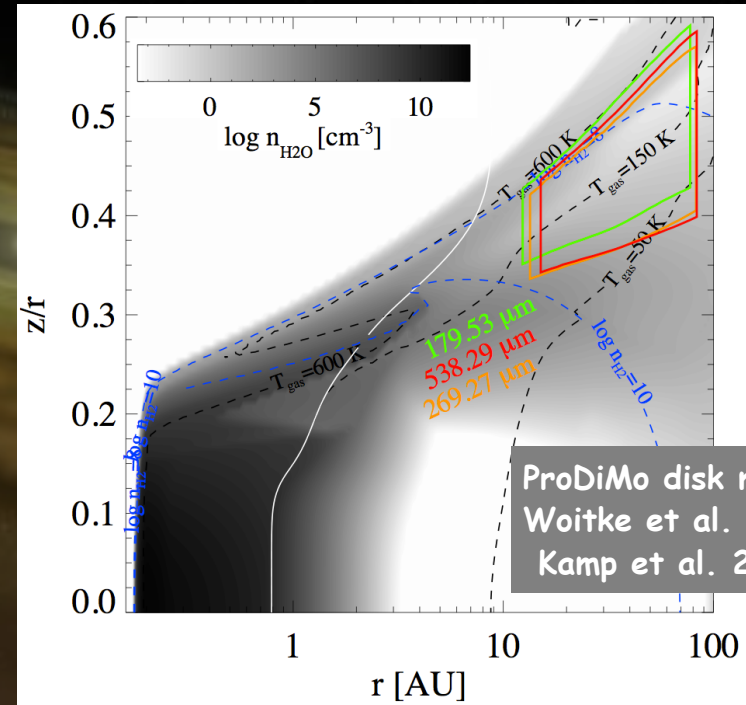 0.6
0.5
0.4
0.3
0.2
0.1
0.0
z/r
0 5 10
log n_H2O [cm^-3]
T_gas=600 K
log n_H2=8
T_gas=150 K
T_gas=50 K
179.53 μm
538.29 μm
269.27 μm
T_gas=600 K
log n_H2=10
log n_H2=10
log n_H2=8
ProDiMo disk
Woitke et al.
Kamp et al. 2
1 10 100
r [AU]